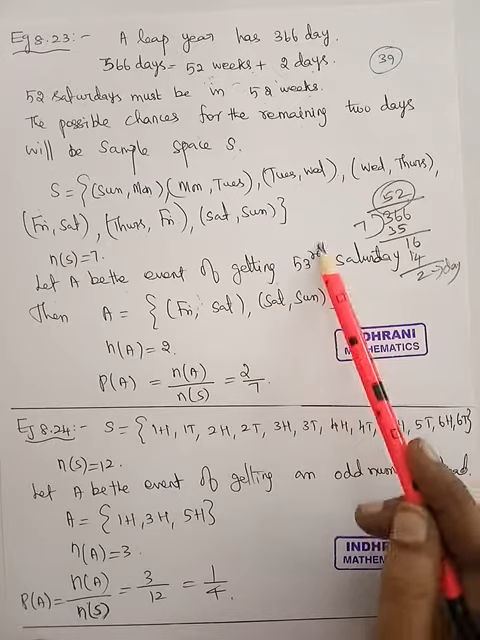 Eg 8.23:- A leap year has 366 day.
366 days = 52 weeks + 2 days.
39
52 saturdays must be in 52 weeks.
The possible chances for the remaining two days
will be Sample space S.
S = {(Sun, Mon) (Mon, Tues), (Tues, Wed), (Wed, Thurs),
(Fri, Sat), (Thurs, Fri), (Sat, Sun)}
52
7) 366
35
16
14
2 → day
n(s) = 7.
Let A be the event of getting 53rd saturday
Then A = {(Fri, Sat), (Sat, Sun)
n(A) = 2.
INDHRANI
MATHEMATICS
P(A) = n(A)/n(s) = 2/7
Eg 8.24:- S = {1H, 1T, 2H, 2T, 3H, 3T, 4H, 4T, 5T, 6H, 6T}
n(s) = 12.
Let A be the event of getting an odd
A = {1H, 3H, 5H}
n(A) = 3.
INDHR
MATHEM
P(A) = n(A)/n(s) = 3/12 = 1/4.